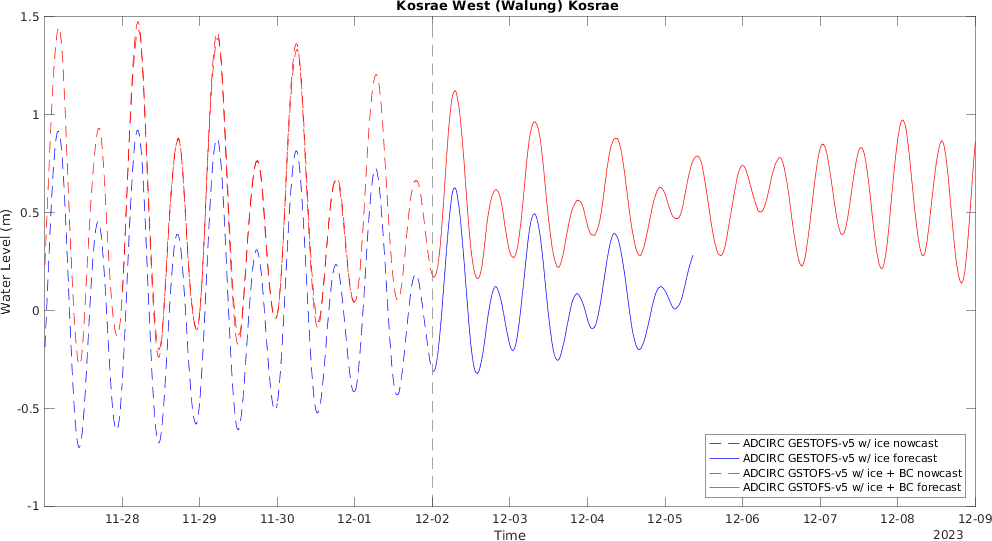 Kosrae West (Walung) Kosrae
Water Level (m)
1.5
1
0.5
0
-0.5
-1
11-28 11-29 11-30 12-01 12-02 12-03 12-04 12-05 12-06 12-07 12-08 12-09
Time
2023
ADCIRC GESTOFS-v5 w/ ice nowcast
ADCIRC GESTOFS-v5 w/ ice forecast
ADCIRC GSTOFS-v5 w/ ice + BC nowcast
ADCIRC GSTOFS-v5 w/ ice + BC forecast